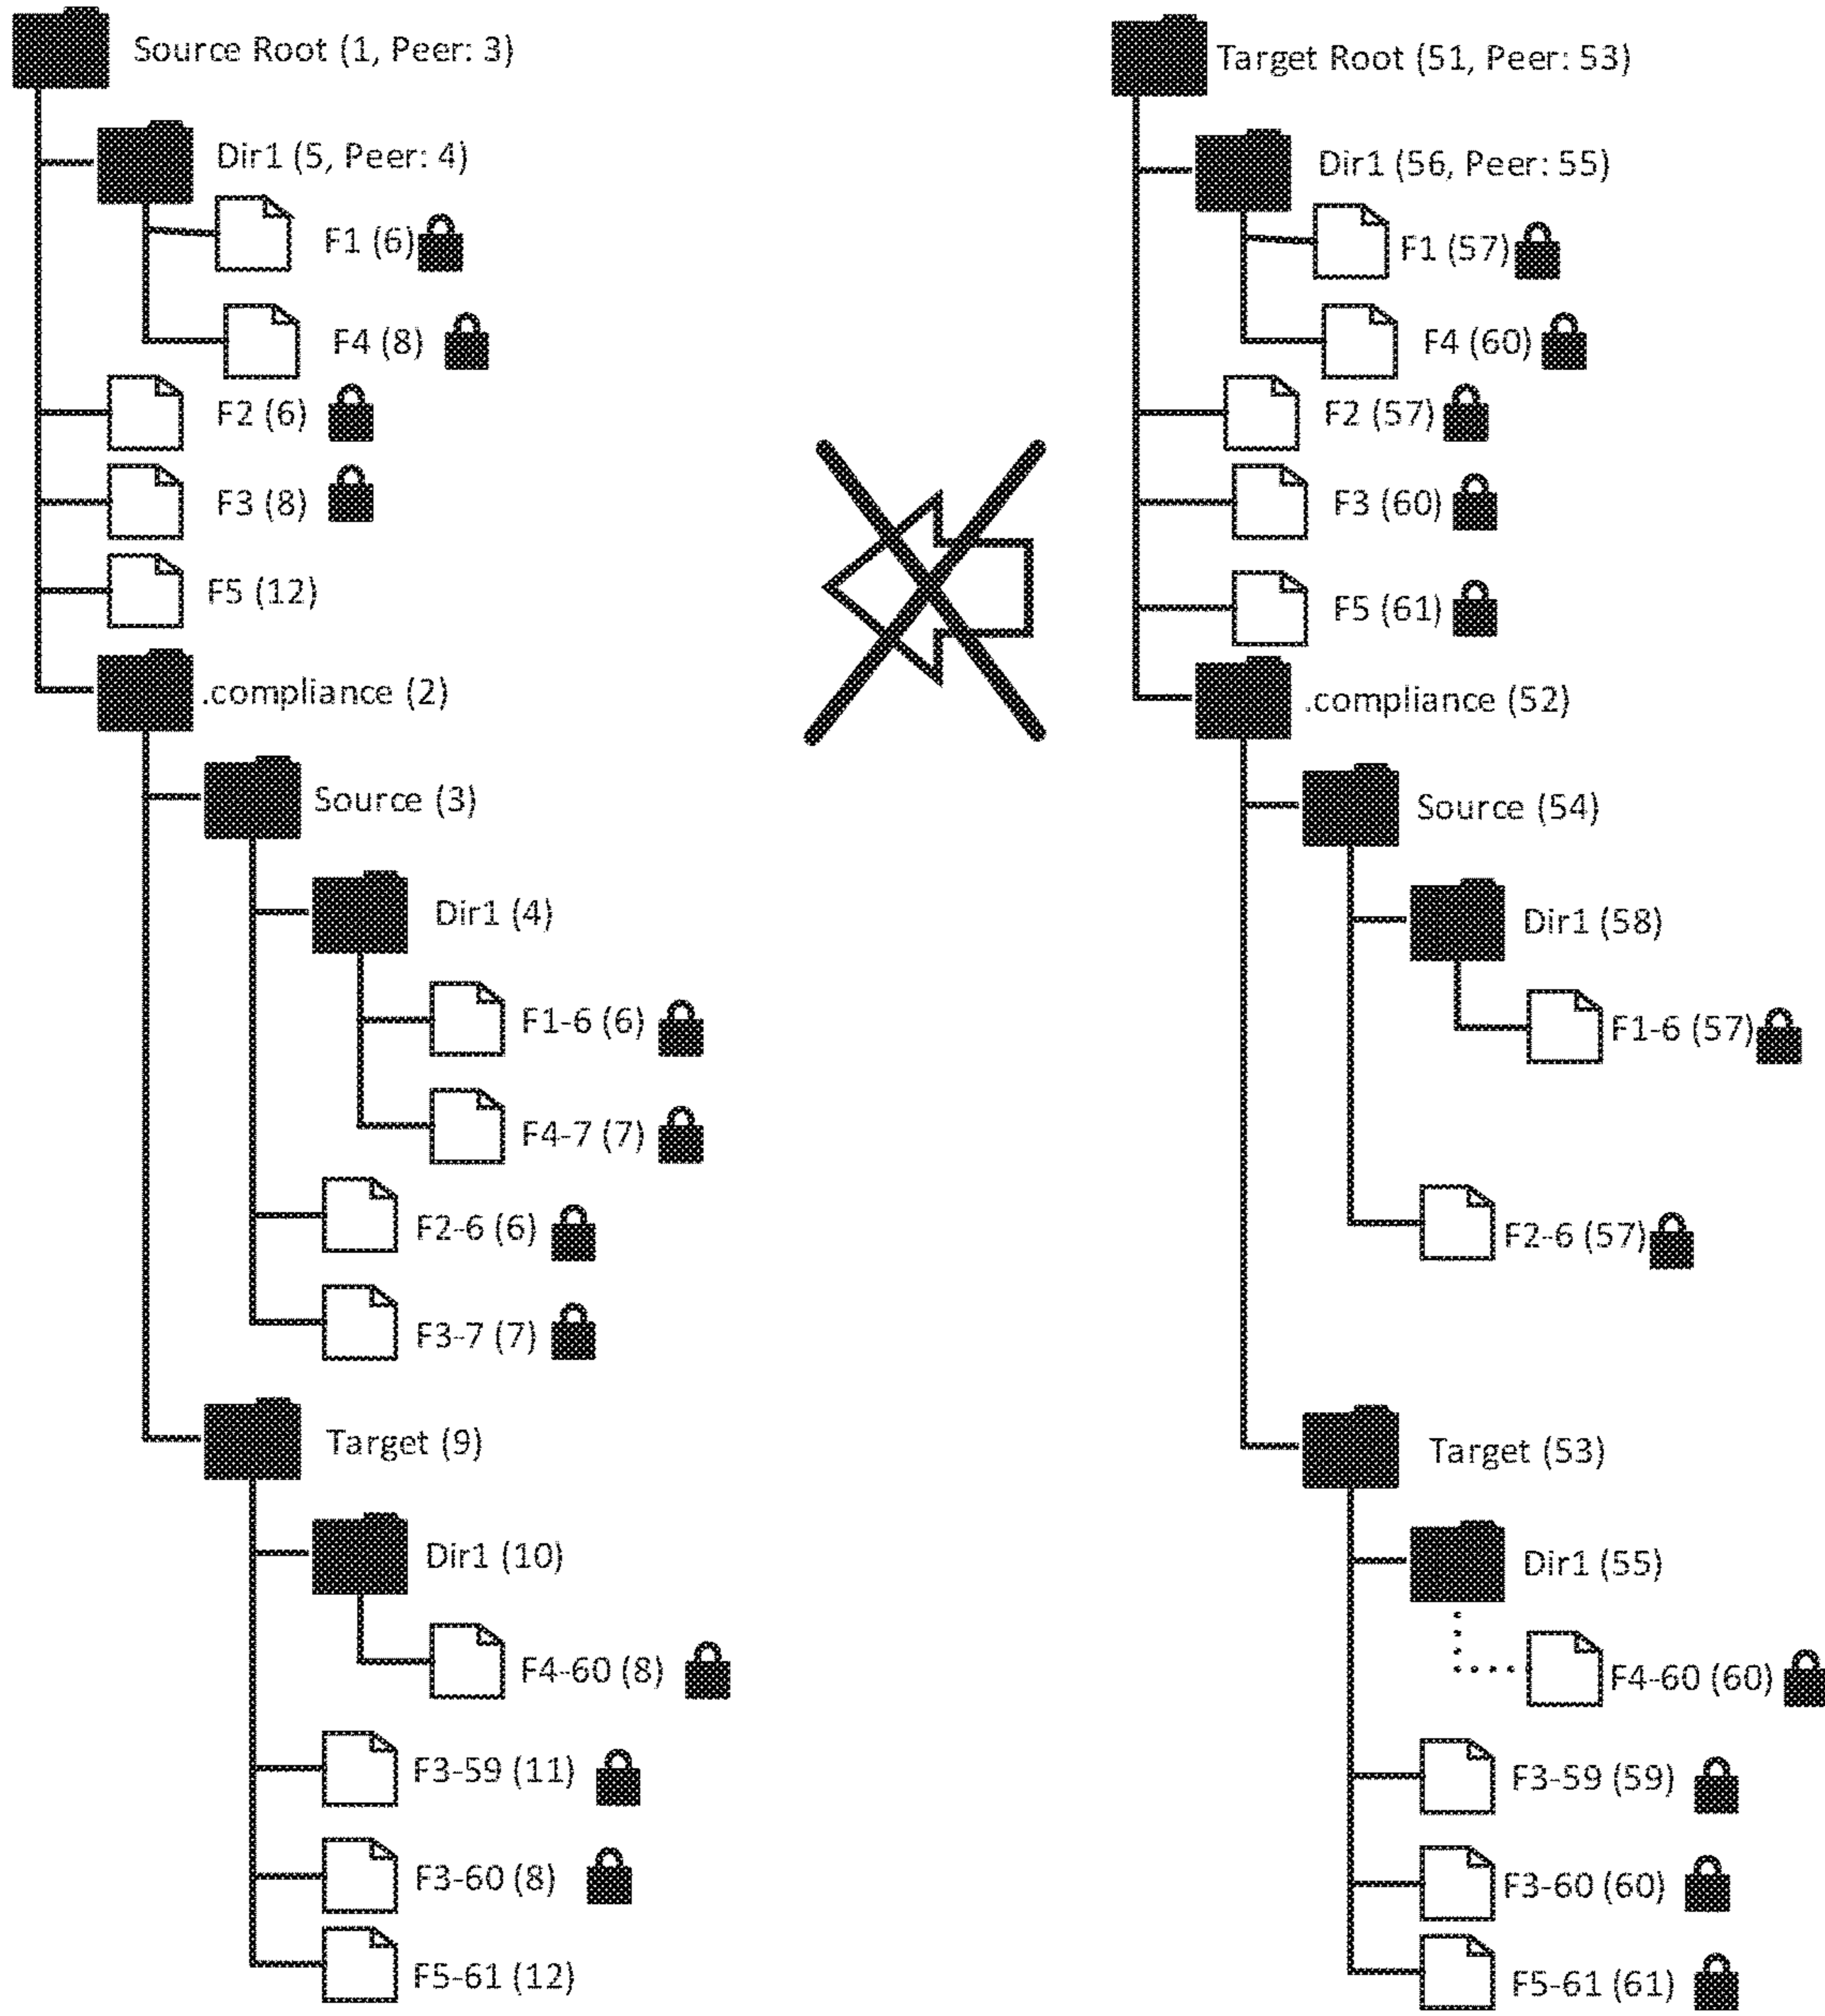 Source Root (1, Peer: 3)
Dir1 (5, Peer: 4)
F1 (6)
F4 (8)
F2 (6)
F3 (8)
F5 (12)
.compliance (2)
Source (3)
Dir1 (4)
F1-6 (6)
F4-7 (7)
F2-6 (6)
F3-7 (7)
Target (9)
Dir1 (10)
F4-60 (8)
F3-59 (11)
F3-60 (8)
F5-61 (12)
Target Root (51, Peer: 53)
Dir1 (56, Peer: 55)
F1 (57)
F4 (60)
F2 (57)
F3 (60)
F5 (61)
.compliance (52)
Source (54)
Dir1 (58)
F1-6 (57)
F2-6 (57)
Target (53)
Dir1 (55)
F4-60 (60)
F3-59 (59)
F3-60 (60)
F5-61 (61)